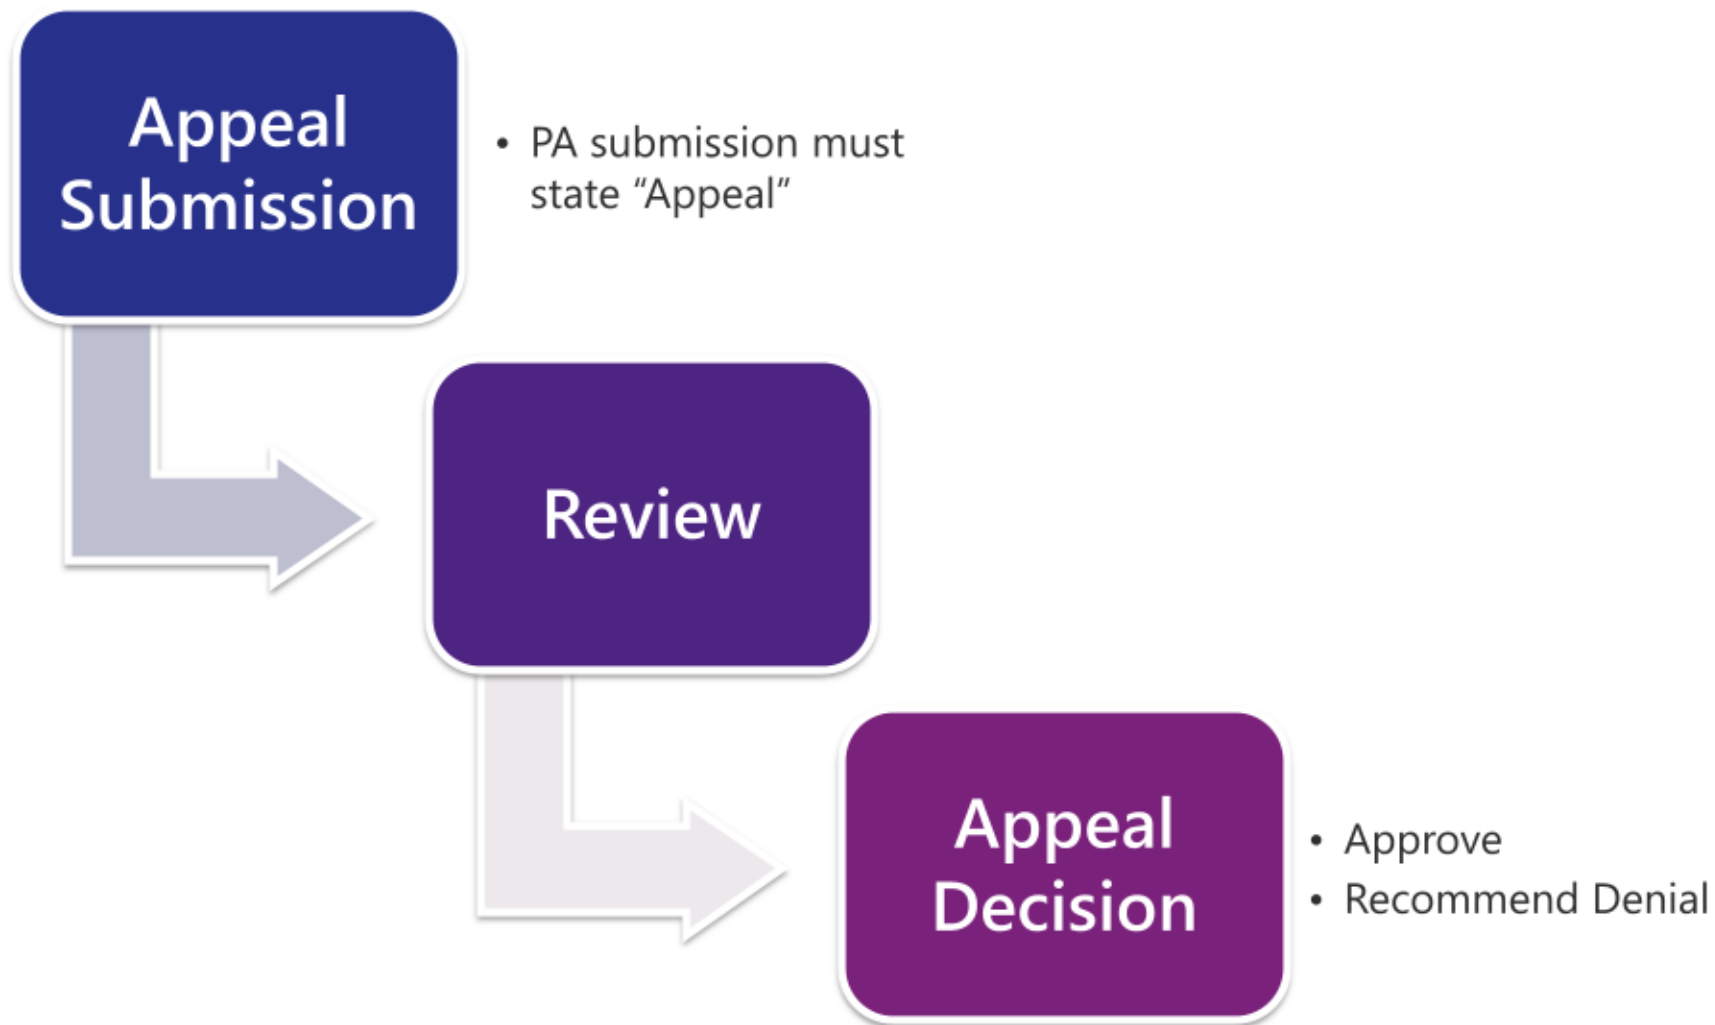 Appeal
Submission
• PA submission must
state “Appeal”
Review
Appeal
Decision
• Approve
• Recommend Denial